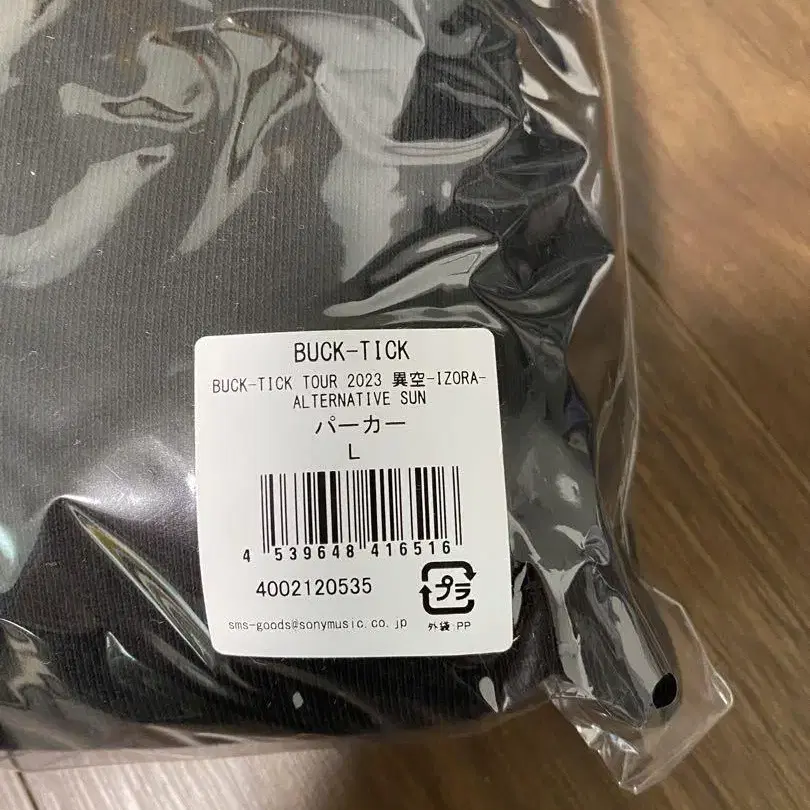 BUCK-TICK
BUCK-TICK TOUR 2023 異空-IZORA-
ALTERNATIVE SUN
パーカー
L
4 539648 416516
4002120535
プラ
sms-goods@sonymusic.co.jp
外袋:PP